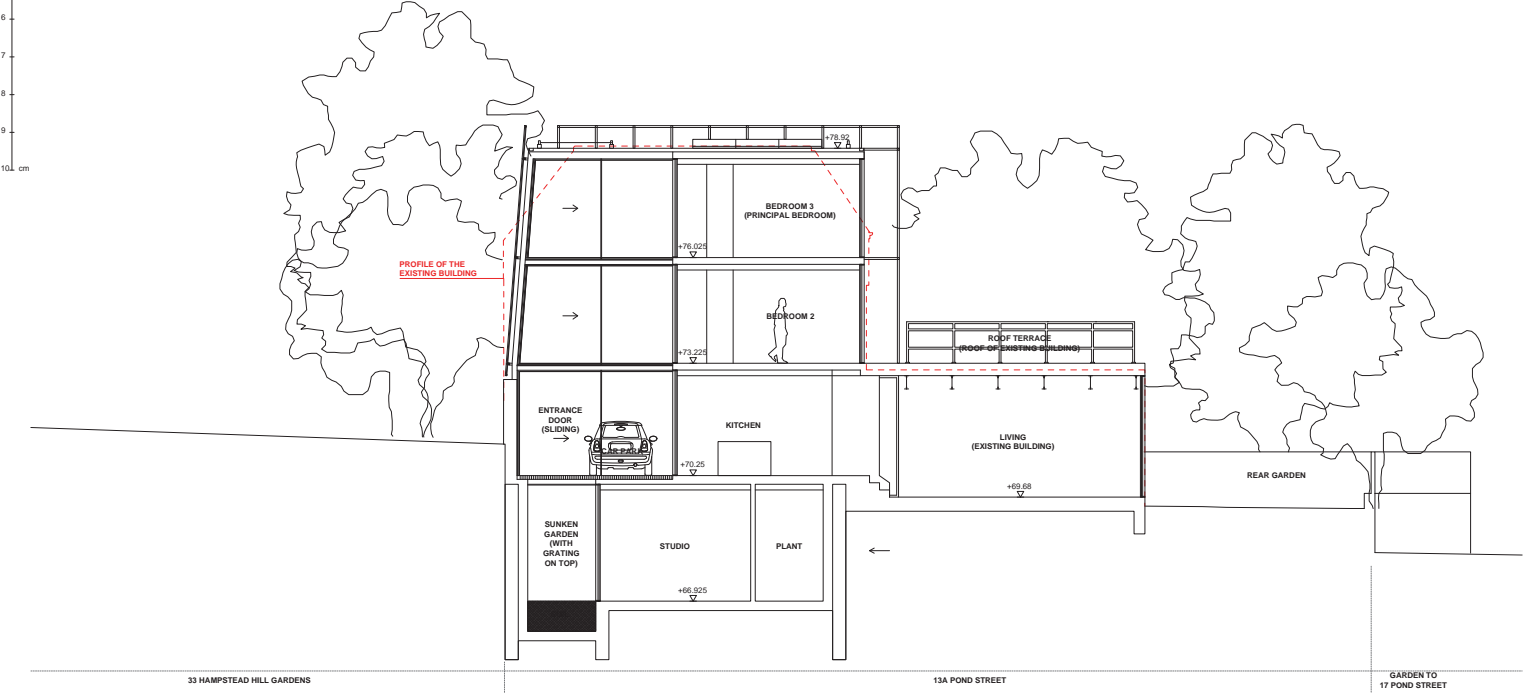 6
7
8
9
10 cm
+78.92
BEDROOM 3
(PRINCIPAL BEDROOM)
+76.025
PROFILE OF THE
EXISTING BUILDING
BEDROOM 2
ROOF TERRACE
(ROOF OF EXISTING BUILDING)
+73.225
ENTRANCE
DOOR
(SLIDING)
CAR PARK
KITCHEN
LIVING
(EXISTING BUILDING)
+70.25
REAR GARDEN
+69.68
SUNKEN
GARDEN
(WITH
GRATING
ON TOP)
STUDIO
PLANT
+66.925
33 HAMPSTEAD HILL GARDENS
13A POND STREET
GARDEN TO
17 POND STREET